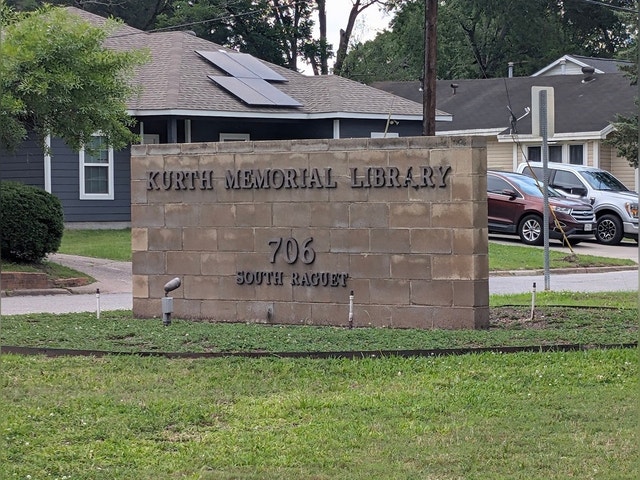 KURTH MEMORIAL LIBRARY
706
SOUTH RAGUET